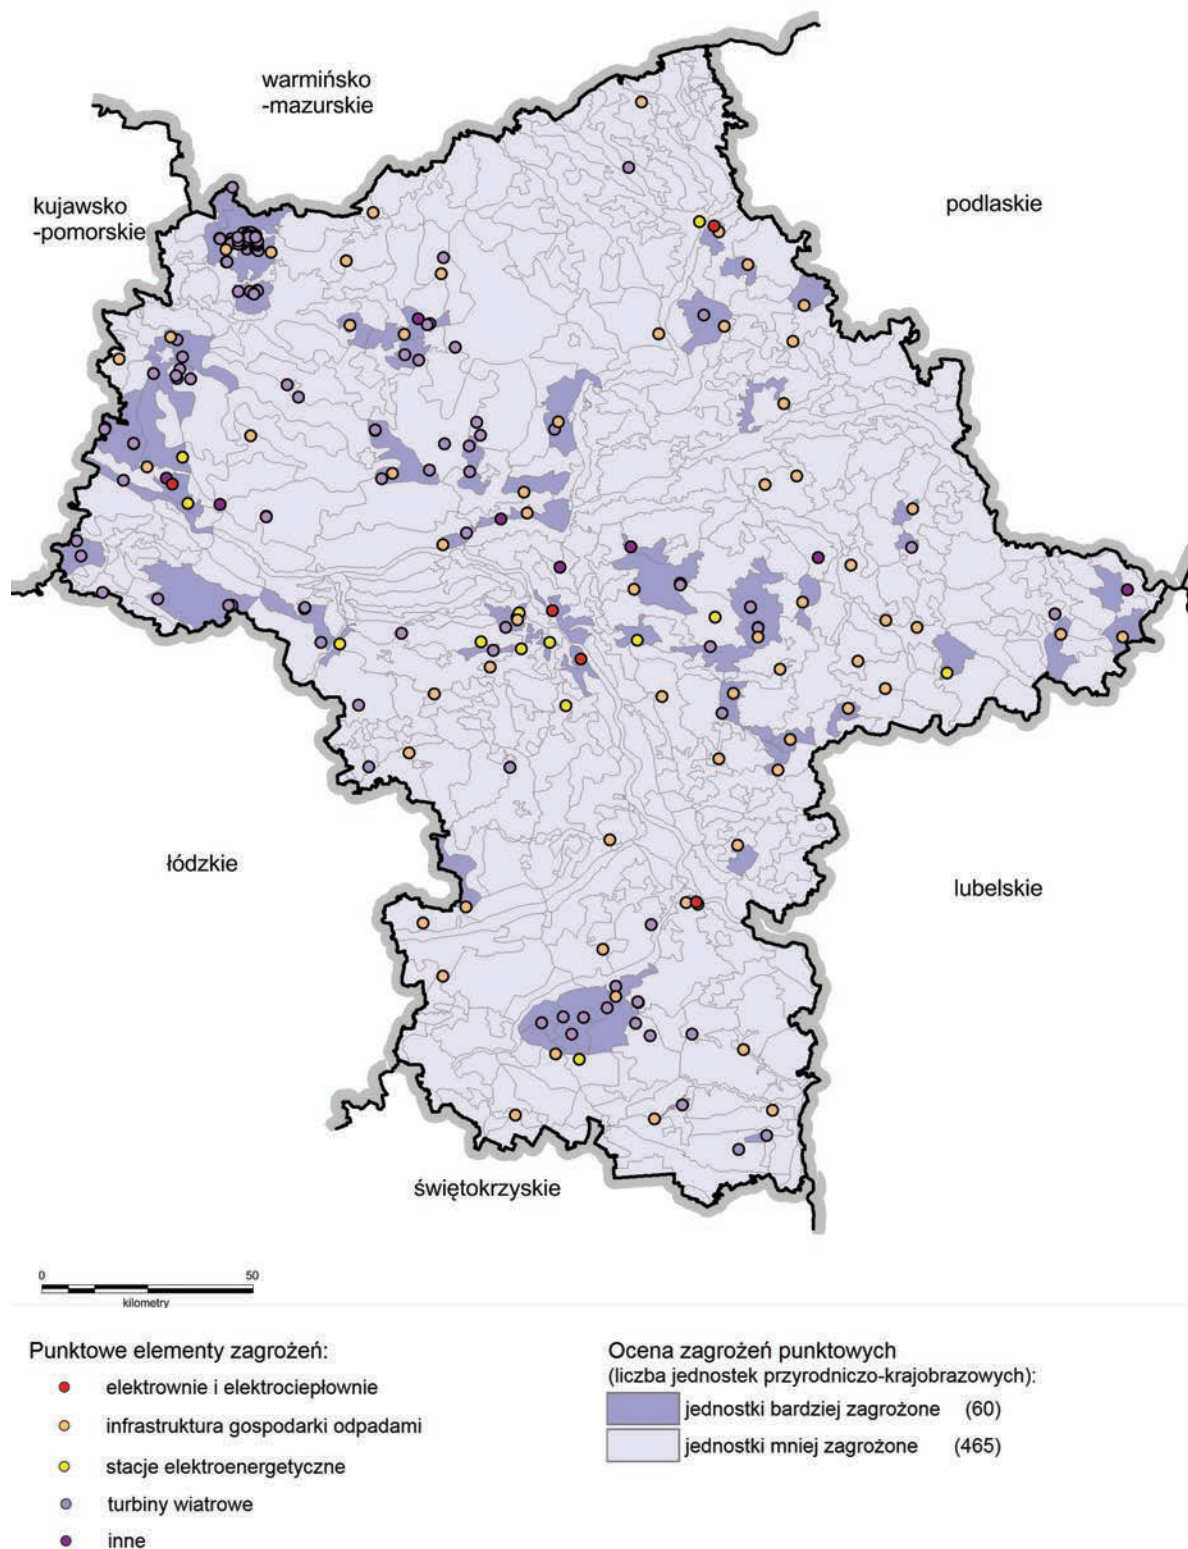 warmińsko
-mazurskie
kujawsko
-pomorskie
podlaskie
łódzkie
lubelskie
świętokrzyskie
0 50
kilometry
Punktowe elementy zagrożeń:
elektrownie i elektrociepłownie
infrastruktura gospodarki odpadami
stacje elektroenergetyczne
turbiny wiatrowe
inne
Ocena zagrożeń punktowych
(liczba jednostek przyrodniczo-krajobrazowych):
jednostki bardziej zagrożone (60)
jednostki mniej zagrożone (465)